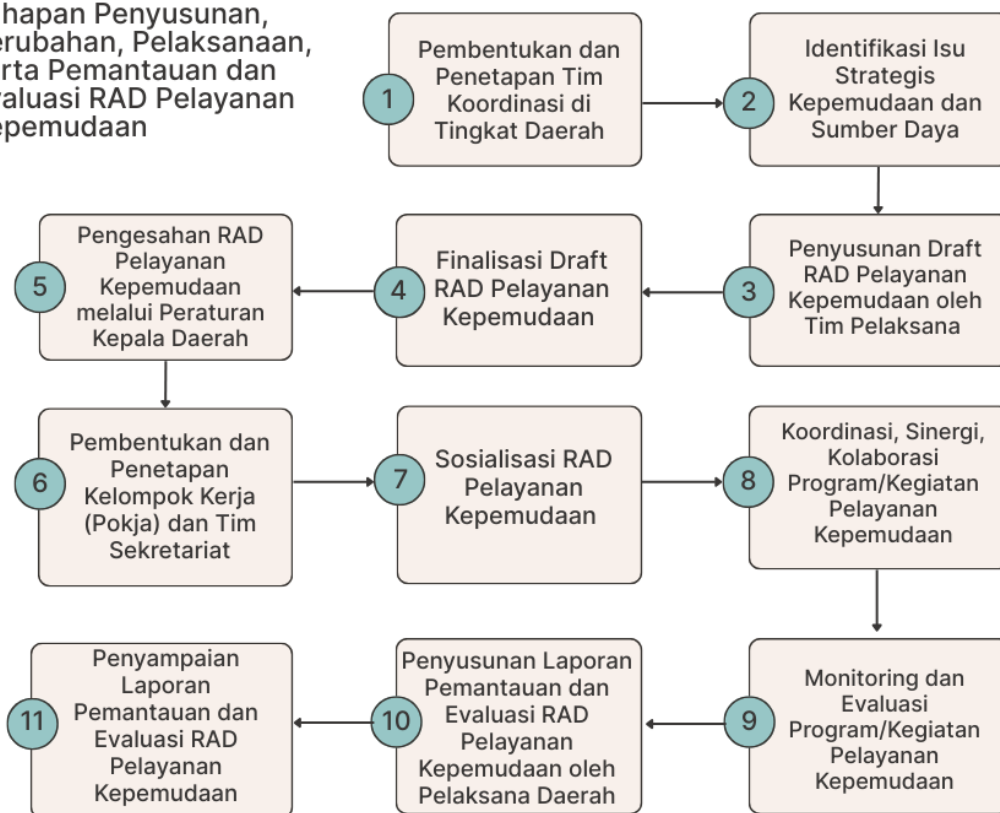 hapan Penyusunan,
erubahan, Pelaksanaan,
rta Pemantauan dan
valuasi RAD Pelayanan
epemudaan
1
Pembentukan dan
Penetapan Tim
Koordinasi di
Tingkat Daerah
2
Identifikasi Isu
Strategis
Kepemudaan dan
Sumber Daya
3
Penyusunan Draft
RAD Pelayanan
Kepemudaan oleh
Tim Pelaksana
4
Finalisasi Draft
RAD Pelayanan
Kepemudaan
5
Pengesahan RAD
Pelayanan
Kepemudaan
melalui Peraturan
Kepala Daerah
6
Pembentukan dan
Penetapan
Kelompok Kerja
(Pokja) dan Tim
Sekretariat
7
Sosialisasi RAD
Pelayanan
Kepemudaan
8
Koordinasi, Sinergi,
Kolaborasi
Program/Kegiatan
Pelayanan
Kepemudaan
9
Monitoring dan
Evaluasi
Program/Kegiatan
Pelayanan
Kepemudaan
10
Penyusunan Laporan
Pemantauan dan
Evaluasi RAD
Pelayanan
Kepemudaan oleh
Pelaksana Daerah
11
Penyampaian
Laporan
Pemantauan dan
Evaluasi RAD
Pelayanan
Kepemudaan